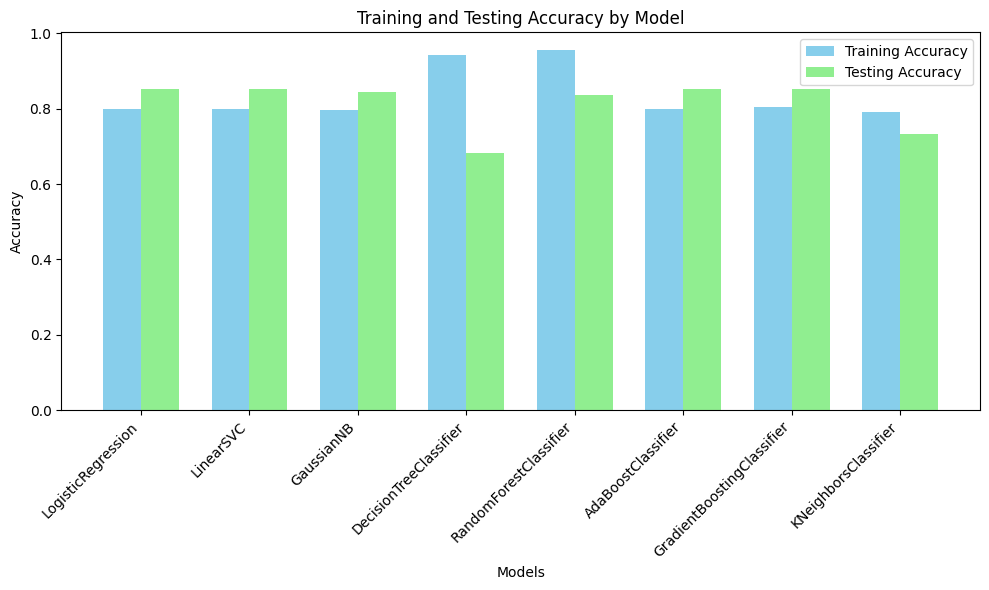 Training and Testing Accuracy by Model
Training Accuracy
Testing Accuracy
Accuracy
1.0
0.8
0.6
0.4
0.2
0.0
LogisticRegression
LinearSVC
GaussianNB
DecisionTreeClassifier
RandomForestClassifier
AdaBoostClassifier
GradientBoostingClassifier
KNeighborsClassifier
Models